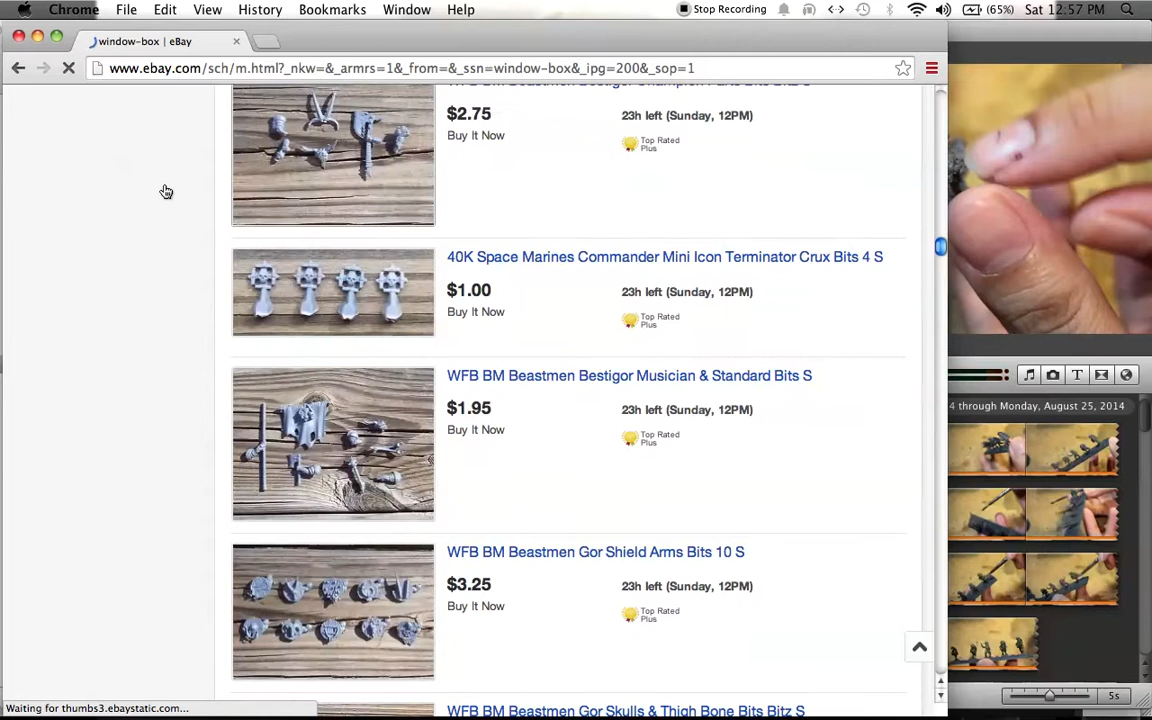 Chrome File Edit View History Bookmarks Window Help Stop Recording (65%) Sat 12:57 PM
window-box | eBay
www.ebay.com/sch/m.html?_nkw=&_armrs=1&_from=&_ssn=window-box&_ipg=200&_sop=1
$2.75 23h left (Sunday, 12PM)
Buy It Now
Top Rated
Plus
40K Space Marines Commander Mini Icon Terminator Crux Bits 4 S
$1.00 23h left (Sunday, 12PM)
Buy It Now
Top Rated
Plus
WFB BM Beastmen Bestigor Musician & Standard Bits S
$1.95 23h left (Sunday, 12PM)
Buy It Now
Top Rated
Plus
4 through Monday, August 25, 2014
WFB BM Beastmen Gor Shield Arms Bits 10 S
$3.25 23h left (Sunday, 12PM)
Buy It Now
Top Rated
Plus
5s
Waiting for thumbs3.ebaystatic.com...
WFB BM Beastmen Gor Skulls & Thigh Bone Bits Bitz S